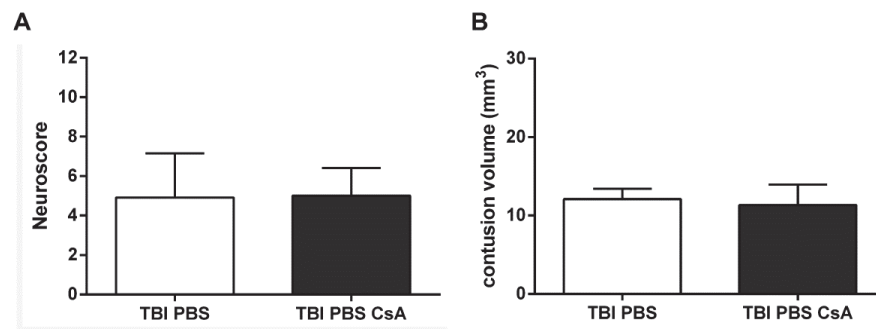 A
Neuroscore
12
10
8
6
4
2
0
TBI PBS
TBI PBS CsA
B
contusion volume (mm³)
30
20
10
0
TBI PBS
TBI PBS CsA